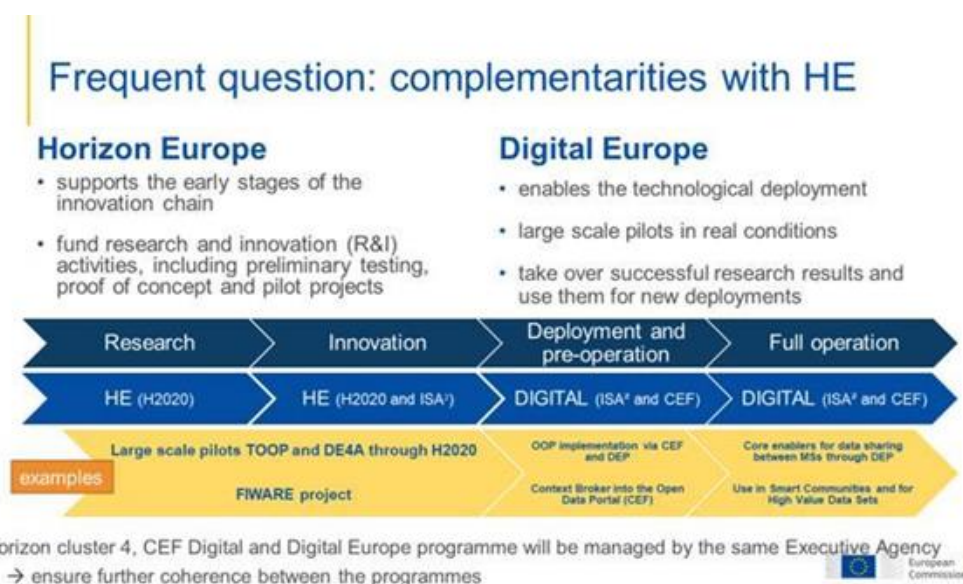 Frequent question: complementarities with HE
Horizon Europe
• supports the early stages of the
innovation chain
• fund research and innovation (R&I)
activities, including preliminary testing,
proof of concept and pilot projects
Digital Europe
• enables the technological deployment
• large scale pilots in real conditions
• take over successful research results and
use them for new deployments
Research
Innovation
Deployment and
pre-operation
Full operation
HE (H2020)
HE (H2020 and ISA²)
DIGITAL (ISA² and CEF)
DIGITAL (ISA² and CEF)
examples
Large scale pilots TOOP and DE4A through H2020
OOP implementation via CEF
and DEP
Core enablers for data sharing
between MSs through DEP
FIWARE project
Context Broker into the Open
Data Portal (CEF)
Use in Smart Communities and for
High Value Data Sets
orizon cluster 4, CEF Digital and Digital Europe programme will be managed by the same Executive Agency
→ ensure further coherence between the programmes
European
Commission